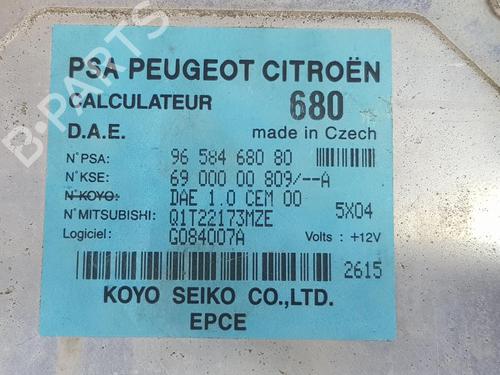 PSA PEUGEOT CITROËN
CALCULATEUR 680
D.A.E. made in Czech
N°PSA: 96 584 680 80
N°KSE: 69 000 00 809/--A
N°KOYO: DAE 1.0 CEM 00
N°MITSUBISHI: Q1T22173MZE 5X04
Logiciel: G084007A Volts : +12V
2615
KOYO SEIKO CO.,LTD.
EPCE
B-PARTS